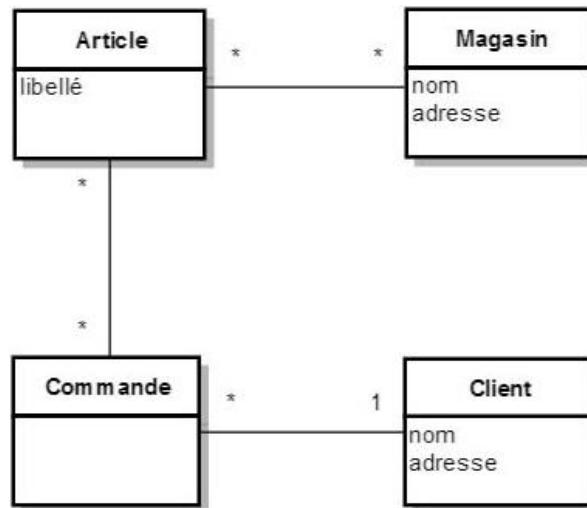 Article
libellé
*
*
Magasin
nom
adresse
*
*
Commande
*
1
Client
nom
adresse